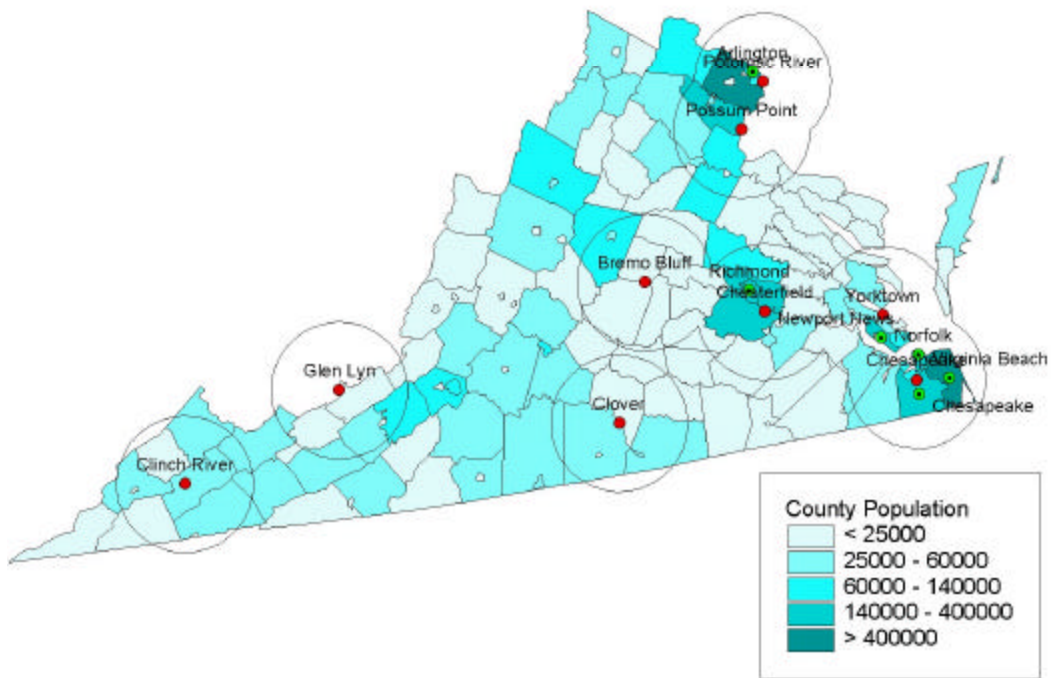 Arlington
Potomac River
Possum Point
Bremo Bluff
Richmond
Chesterfield
Yorktown
Newport News
Norfolk
Chesapeake
Virginia Beach
Chesapeake
Glen Lyn
Clover
Clinch River
County Population
< 25000
25000 - 60000
60000 - 140000
140000 - 400000
> 400000